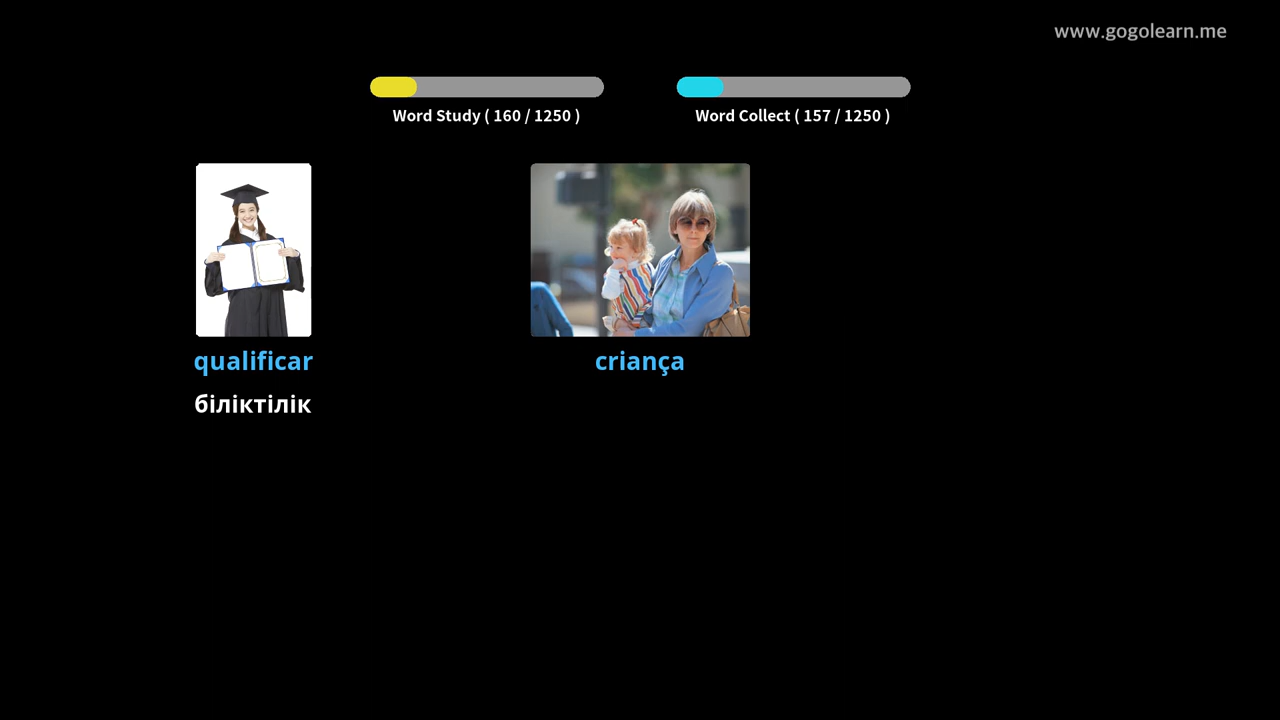 www.gogolearn.me
Word Study ( 160 / 1250 )
Word Collect ( 157 / 1250 )
qualificar
біліктілік
criança